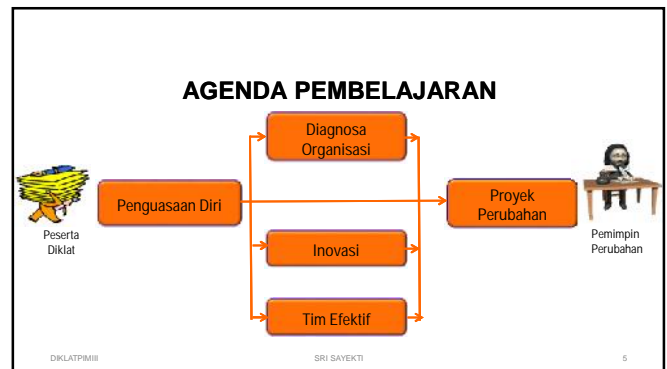 AGENDA PEMBELAJARAN
Diagnosa
Organisasi
Penguasaan Diri
Proyek
Perubahan
Peserta
Diklat
Pemimpin
Perubahan
Inovasi
Tim Efektif
DIKLATPIMIII
SRI SAYEKTI
5